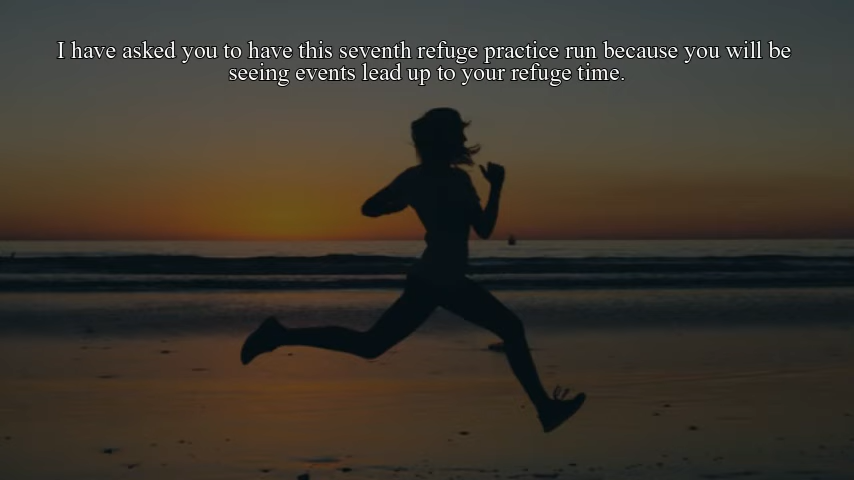 I have asked you to have this seventh refuge practice run because you will be
seeing events lead up to your refuge time.